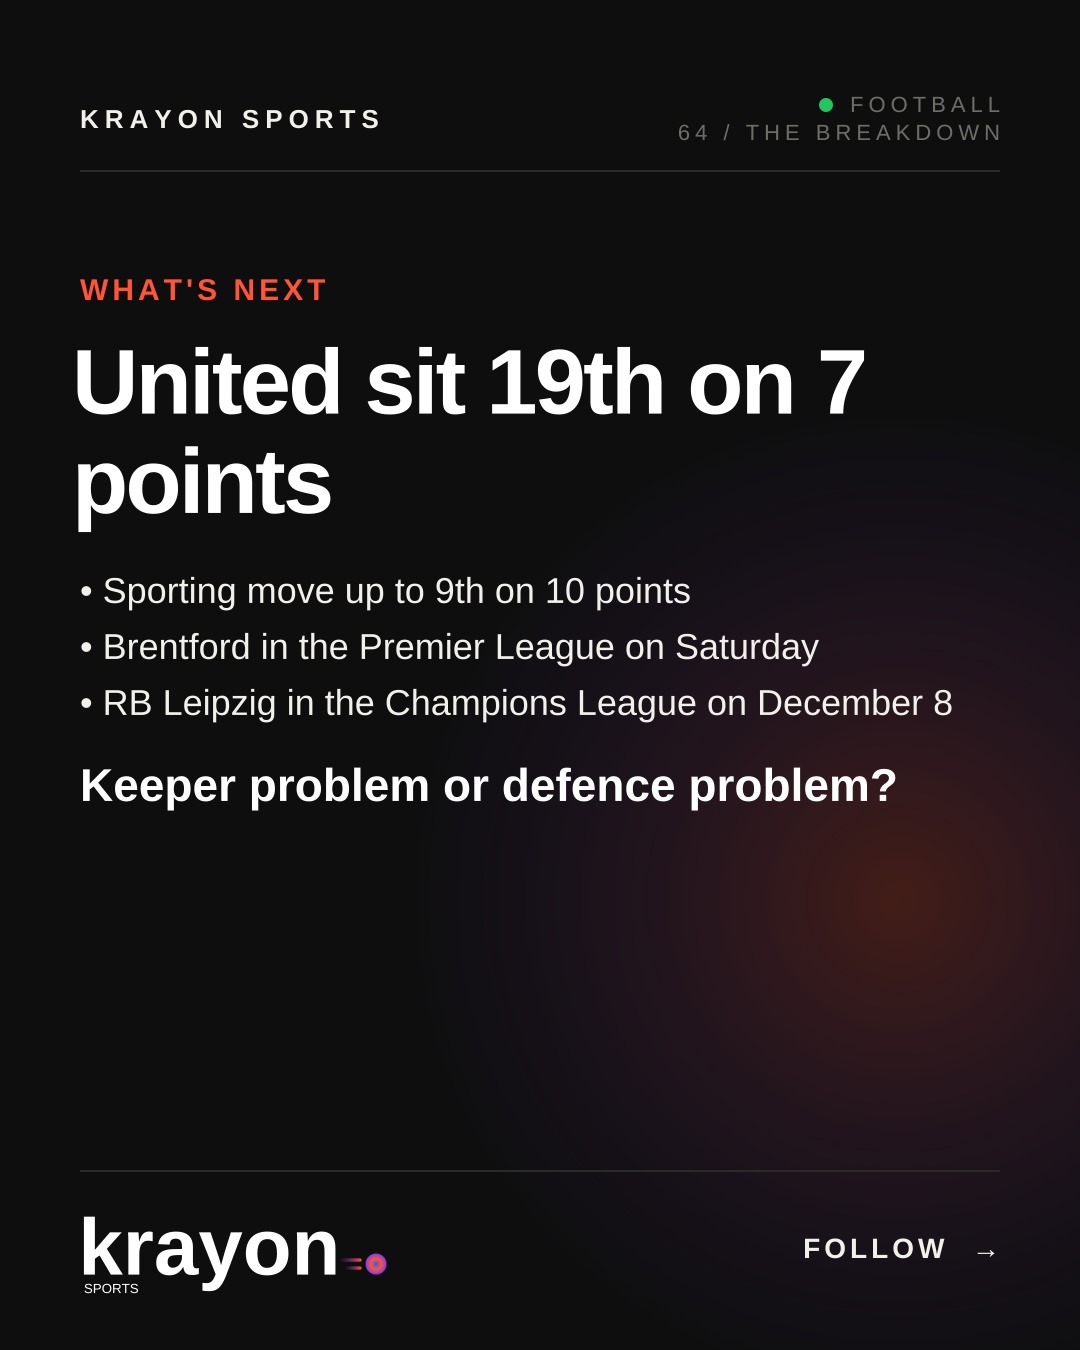 KRAYON SPORTS
FOOTBALL
64 / THE BREAKDOWN
WHAT'S NEXT
United sit 19th on 7
points
• Sporting move up to 9th on 10 points
• Brentford in the Premier League on Saturday
• RB Leipzig in the Champions League on December 8
Keeper problem or defence problem?
krayon
SPORTS
FOLLOW →